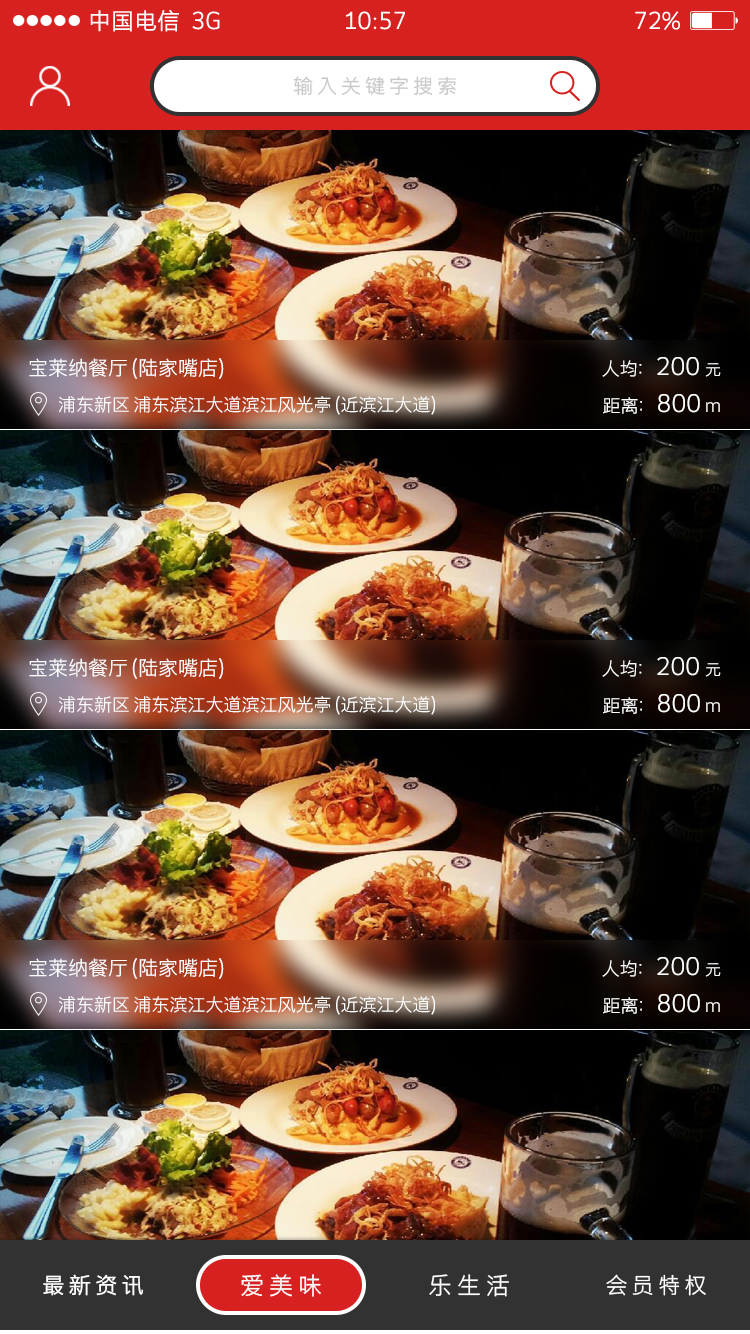 中国电信 3G 10:57 72%
输入关键字搜索
宝莱纳餐厅(陆家嘴店) 人均: 200 元
浦东新区 浦东滨江大道滨江风光亭(近滨江大道) 距离: 800 m
宝莱纳餐厅(陆家嘴店) 人均: 200 元
浦东新区 浦东滨江大道滨江风光亭(近滨江大道) 距离: 800 m
宝莱纳餐厅(陆家嘴店) 人均: 200 元
浦东新区 浦东滨江大道滨江风光亭(近滨江大道) 距离: 800 m
最新资讯 爱美味 乐生活 会员特权